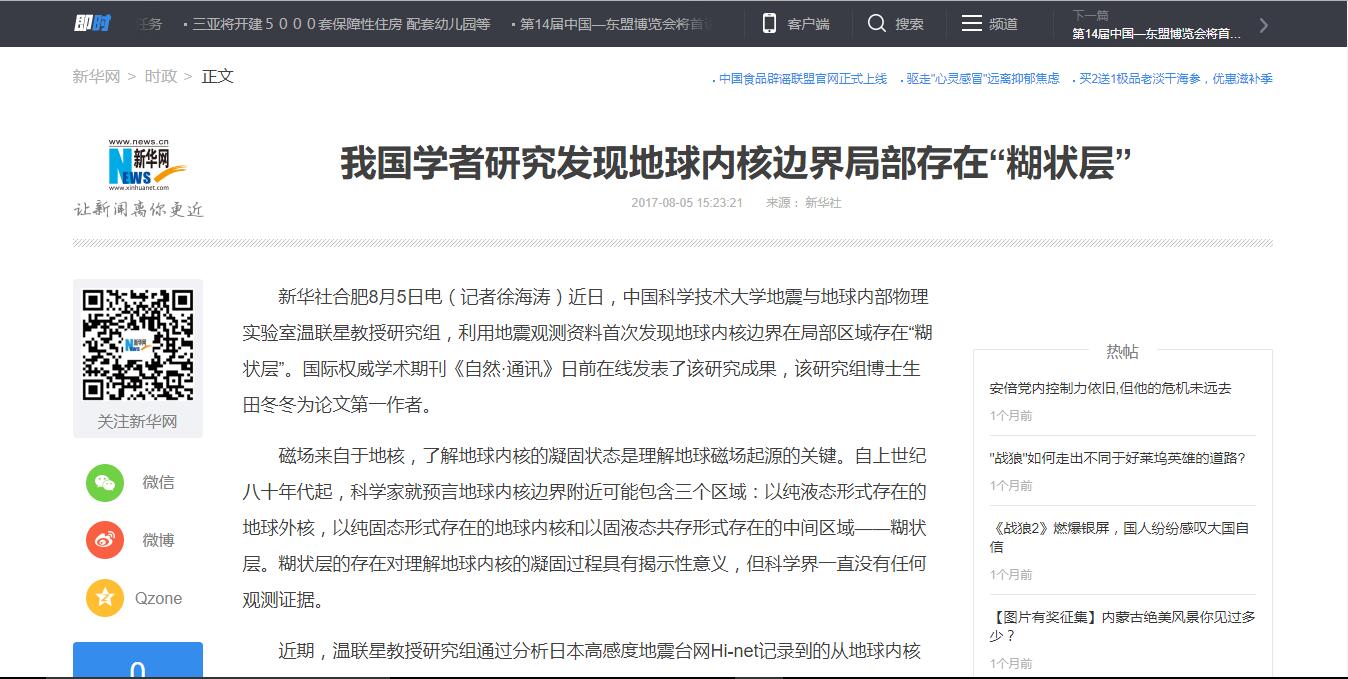 即时
任务 · 三亚将开建５０００套保障性住房 配套幼儿园等 · 第14届中国—东盟博览会将首
客户端
搜索
频道
下一篇
第14届中国—东盟博览会将首...
新华网 > 时政 > 正文
· 中国食品辟谣联盟官网正式上线 · 驱走"心灵感冒"远离抑郁焦虑 · 买2送1极品老淡干海参，优惠滋补季
www.news.cn
新华网
NEWS
www.xinhuanet.com
让新闻离你更近
我国学者研究发现地球内核边界局部存在“糊状层”
2017-08-05 15:23:21 来源： 新华社
新华网
NEWS
关注新华网
微信
微博
Qzone
0
新华社合肥8月5日电（记者徐海涛）近日，中国科学技术大学地震与地球内部物理
实验室温联星教授研究组，利用地震观测资料首次发现地球内核边界在局部区域存在“糊
状层”。国际权威学术期刊《自然·通讯》日前在线发表了该研究成果，该研究组博士生
田冬冬为论文第一作者。
磁场来自于地核，了解地球内核的凝固状态是理解地球磁场起源的关键。自上世纪
八十年代起，科学家就预言地球内核边界附近可能包含三个区域：以纯液态形式存在的
地球外核，以纯固态形式存在的地球内核和以固液态共存形式存在的中间区域——糊状
层。糊状层的存在对理解地球内核的凝固过程具有揭示性意义，但科学界一直没有任何
观测证据。
近期，温联星教授研究组通过分析日本高感度地震台网Hi-net记录到的从地球内核
热帖
安倍党内控制力依旧,但他的危机未远去
1个月前
"战狼"如何走出不同于好莱坞英雄的道路?
1个月前
《战狼2》燃爆银屏，国人纷纷感叹大国自
信
1个月前
【图片有奖征集】内蒙古绝美风景你见过多
少？
1个月前